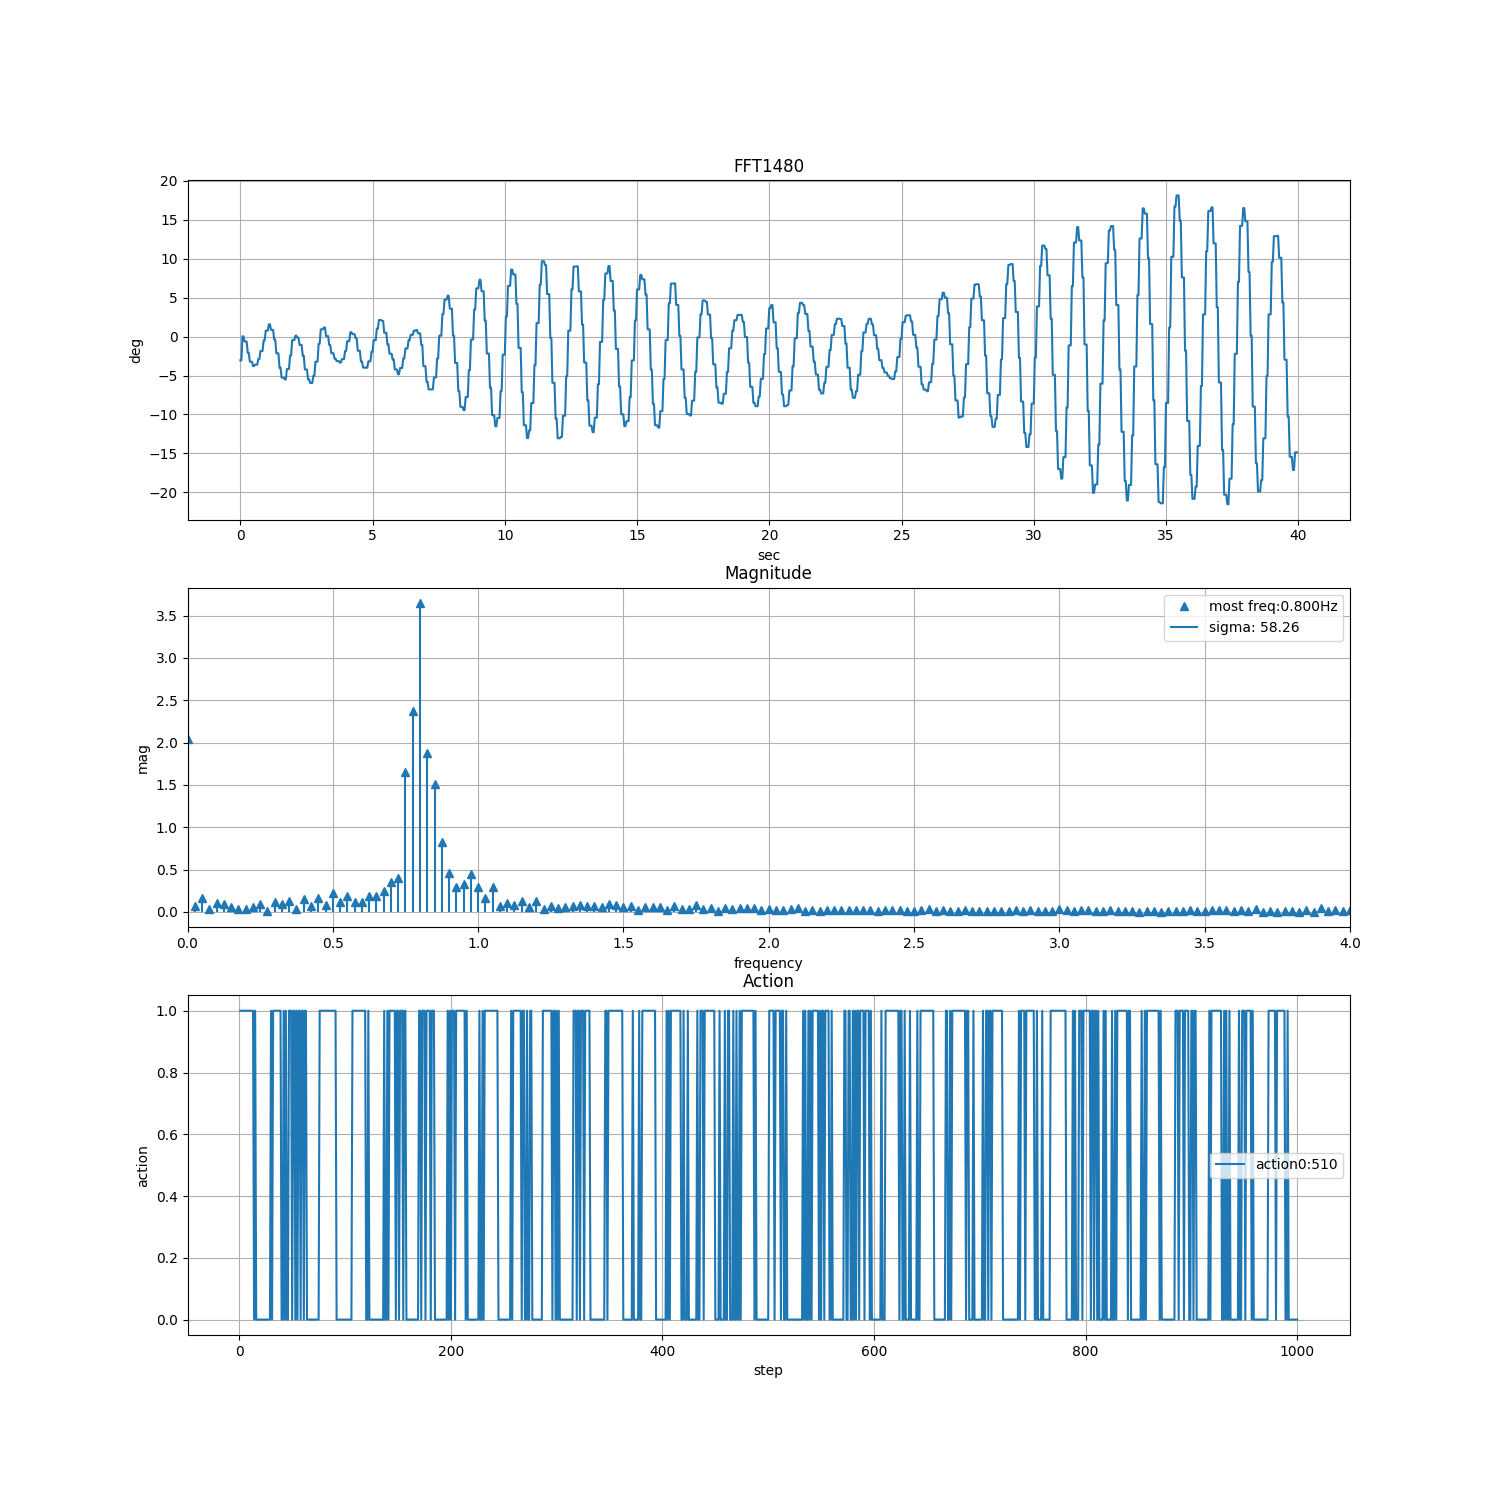 FFT1480
20
15
10
5
0
−5
−10
−15
−20
deg
0 5 10 15 20 25 30 35 40
sec
Magnitude
most freq:0.800Hz
sigma: 58.26
3.5
3.0
2.5
2.0
1.5
1.0
0.5
0.0
mag
0.0 0.5 1.0 1.5 2.0 2.5 3.0 3.5 4.0
frequency
Action
1.0
0.8
0.6
0.4
0.2
0.0
action
action0:510
0 200 400 600 800 1000
step